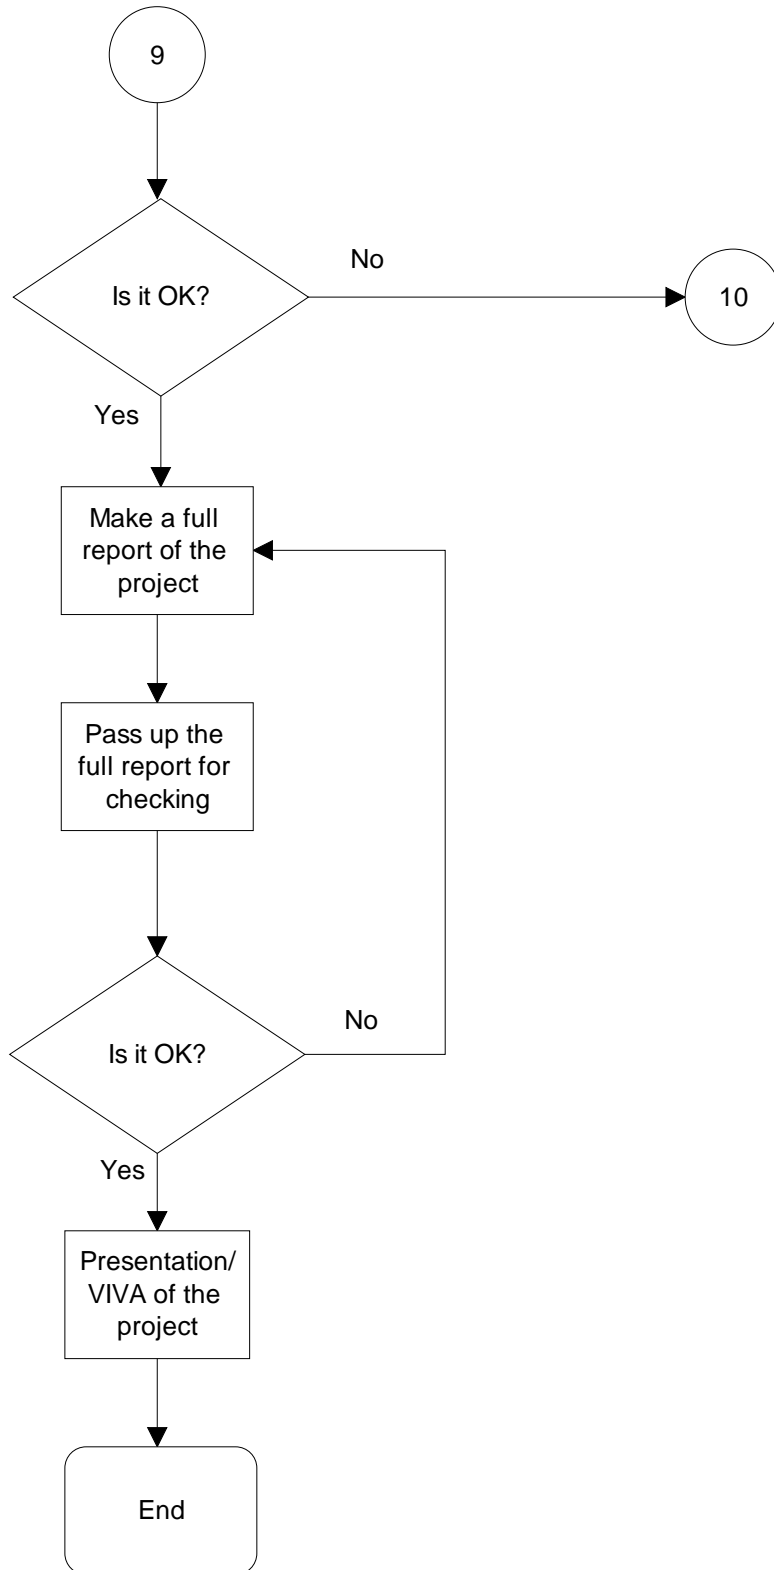 9
No
Is it OK?
10
Yes
Make a full
report of the
project
Pass up the
full report for
checking
No
Is it OK?
Yes
Presentation/
VIVA of the
project
End